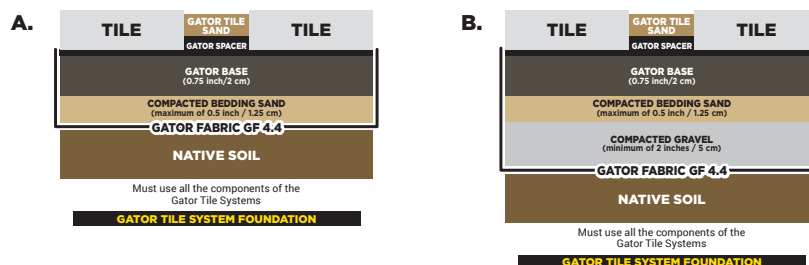 A.
TILE
GATOR TILE
SAND
TILE
GATOR SPACER
GATOR BASE
(0.75 inch/2 cm)
COMPACTED BEDDING SAND
(maximum of 0.5 inch / 1.25 cm)
GATOR FABRIC GF 4.4
NATIVE SOIL
Must use all the components of the
Gator Tile Systems
GATOR TILE SYSTEM FOUNDATION
B.
TILE
GATOR TILE
SAND
TILE
GATOR SPACER
GATOR BASE
(0.75 inch/2 cm)
COMPACTED BEDDING SAND
(maximum of 0.5 inch / 1.25 cm)
COMPACTED GRAVEL
(minimum of 2 inches / 5 cm)
GATOR FABRIC GF 4.4
NATIVE SOIL
Must use all the components of the
Gator Tile Systems
GATOR TILE SYSTEM FOUNDATION